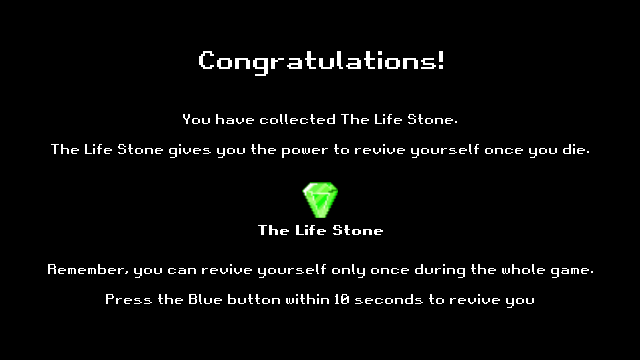 Congratulations!
You have collected The Life Stone.
The Life Stone gives you the power to revive yourself once you die.
The Life Stone
Remember, you can revive yourself only once during the whole game.
Press the Blue button within 10 seconds to revive you